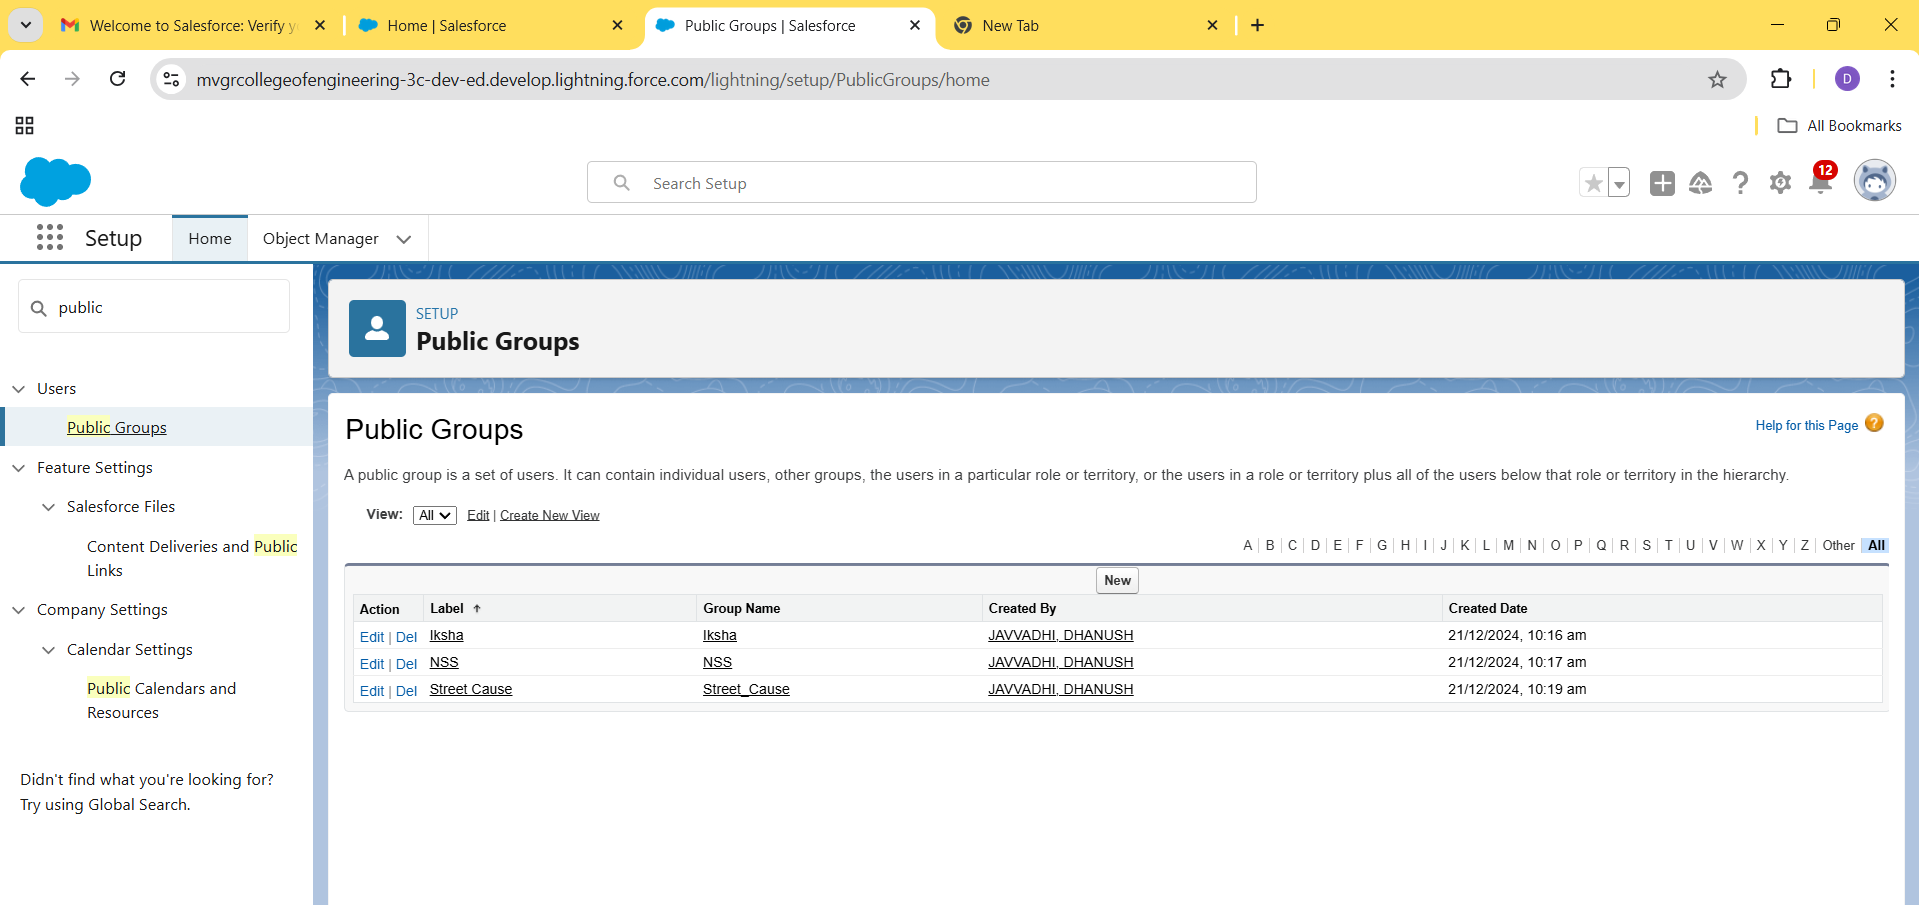 Welcome to Salesforce: Verify y
Home | Salesforce
Public Groups | Salesforce
New Tab
mvgrcollegeofengineering-3c-dev-ed.develop.lightning.force.com/lightning/setup/PublicGroups/home
D
All Bookmarks
Search Setup
12
Setup
Home
Object Manager
public
Users
Public Groups
Feature Settings
Salesforce Files
Content Deliveries and Public
Links
Company Settings
Calendar Settings
Public Calendars and
Resources
Didn't find what you're looking for?
Try using Global Search.
SETUP
Public Groups
Public Groups
Help for this Page ?
A public group is a set of users. It can contain individual users, other groups, the users in a particular role or territory, or the users in a role or territory plus all of the users below that role or territory in the hierarchy.
View: All Edit | Create New View
A | B | C | D | E | F | G | H | I | J | K | L | M | N | O | P | Q | R | S | T | U | V | W | X | Y | Z | Other All
New
Action Label ↑ Group Name Created By Created Date
Edit | Del Iksha Iksha JAVVADHI, DHANUSH 21/12/2024, 10:16 am
Edit | Del NSS NSS JAVVADHI, DHANUSH 21/12/2024, 10:17 am
Edit | Del Street Cause Street_Cause JAVVADHI, DHANUSH 21/12/2024, 10:19 am